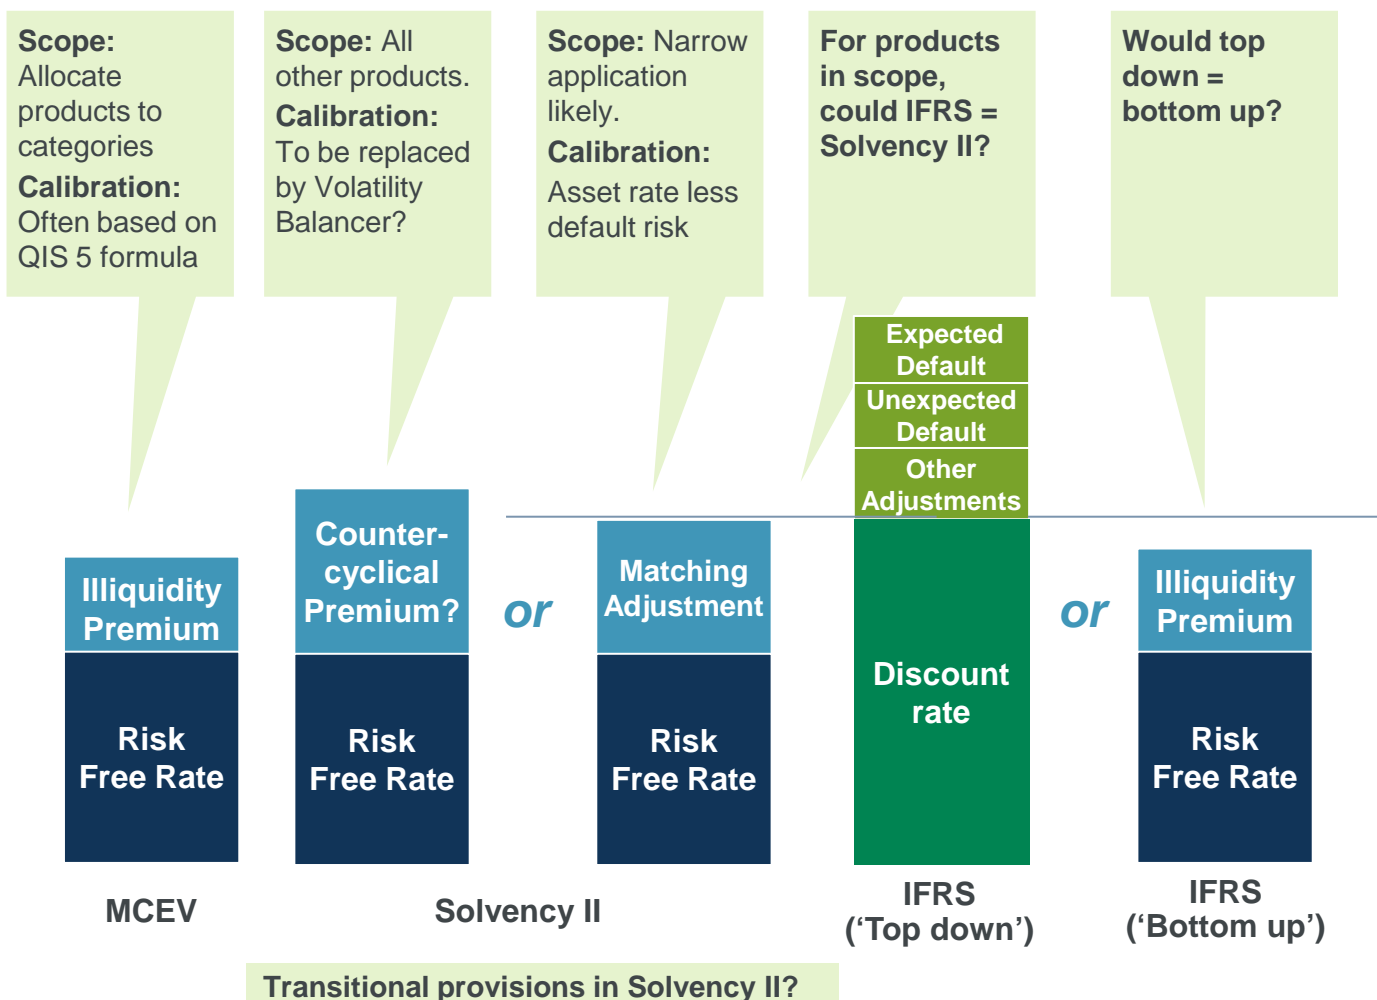 Scope:
Allocate
products to
categories
Calibration:
Often based on
QIS 5 formula
Scope: All
other products.
Calibration:
To be replaced
by Volatility
Balancer?
Scope: Narrow
application
likely.
Calibration:
Asset rate less
default risk
For products
in scope,
could IFRS =
Solvency II?
Would top
down =
bottom up?
Illiquidity
Premium
Risk
Free Rate
MCEV
Counter-
cyclical
Premium?
Risk
Free Rate
or
Matching
Adjustment
Risk
Free Rate
Solvency II
Expected
Default
Unexpected
Default
Other
Adjustments
Discount
rate
IFRS
(‘Top down’)
or
Illiquidity
Premium
Risk
Free Rate
IFRS
(‘Bottom up’)
Transitional provisions in Solvency II?